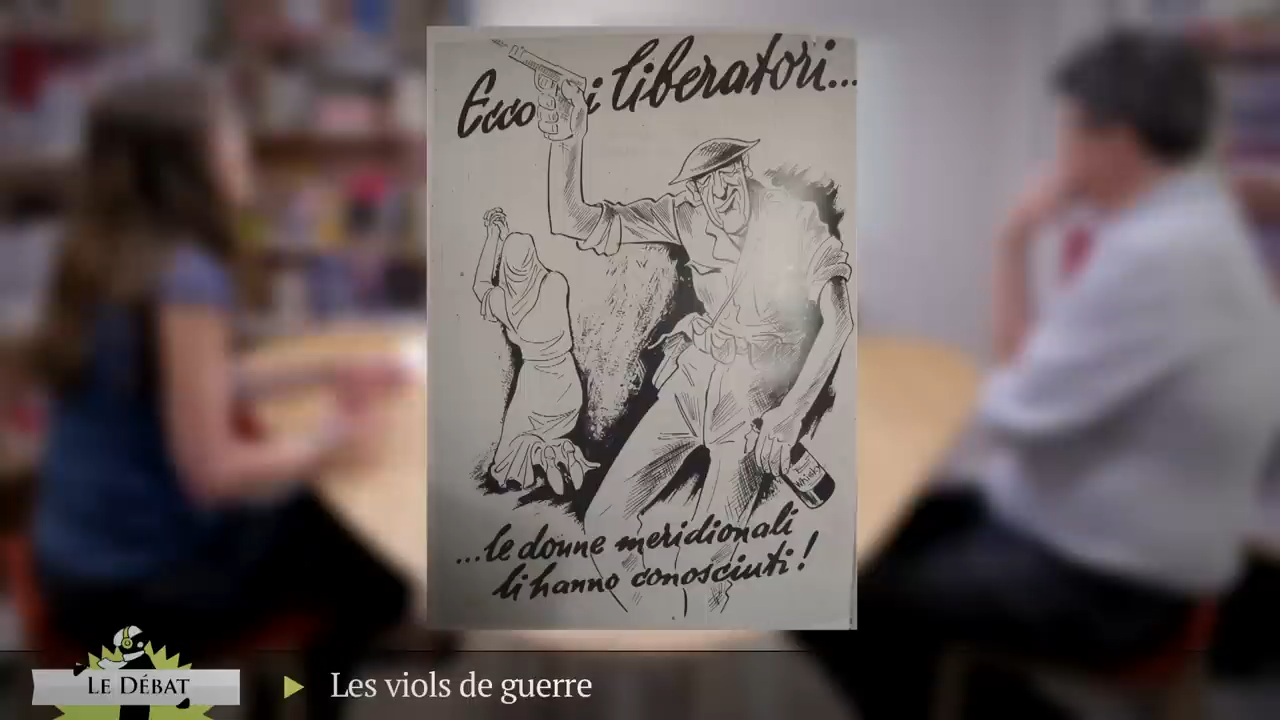 Ecco i liberatori...
Whisky
...le donne meridionali
li hanno conosciuti!
LE DÉBAT
Les viols de guerre